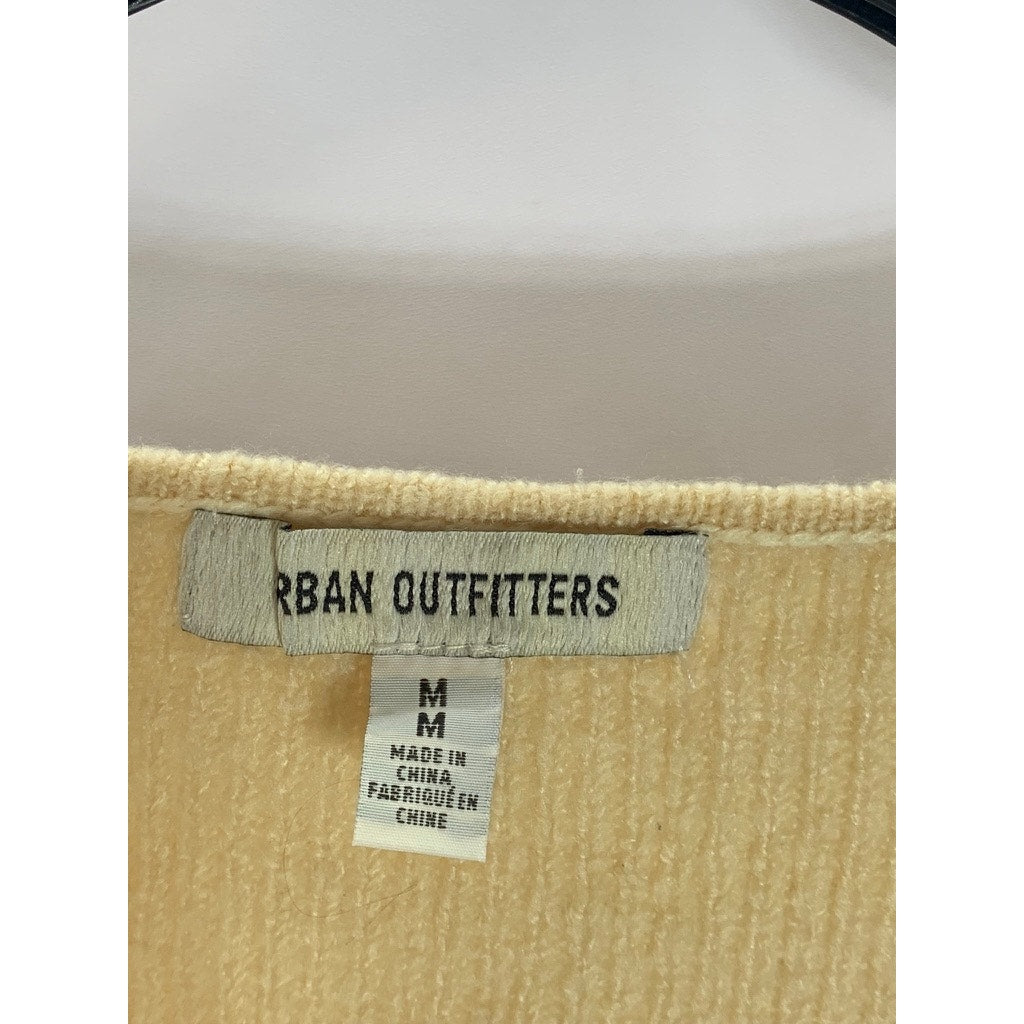 RBAN OUTFITTERS
M
M
MADE IN
CHINA
FABRIQUÉ EN
CHINE